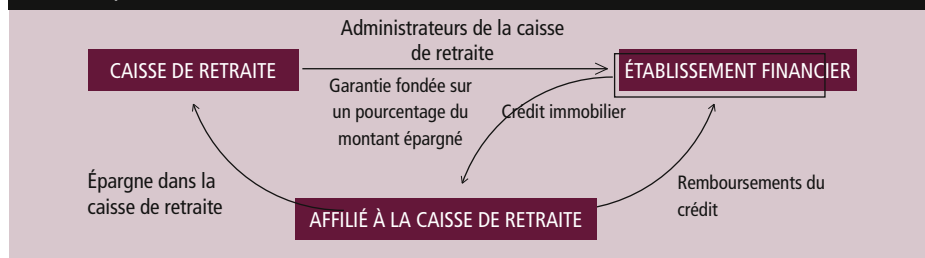 Administrateurs de la caisse
de retraite
CAISSE DE RETRAITE
ÉTABLISSEMENT FINANCIER
Garantie fondée sur
un pourcentage du
montant épargné
Crédit immobilier
Épargne dans la
caisse de retraite
Remboursements du
crédit
AFFILIÉ À LA CAISSE DE RETRAITE